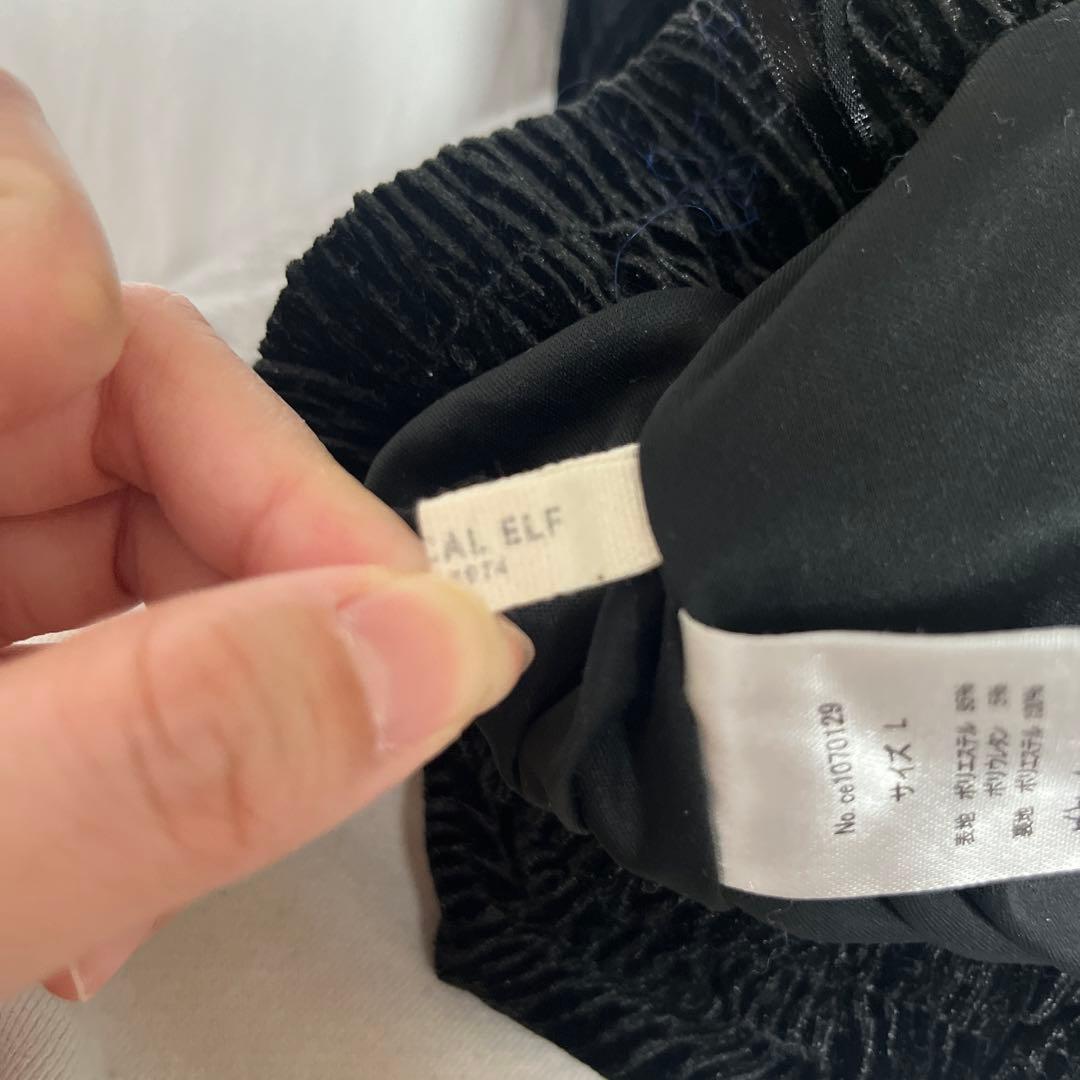 CAL ELF
No. ce1070129
サイズ L
表地 ポリエステル 95%
ポリウレタン 5%
裏地 ポリエステル 100%